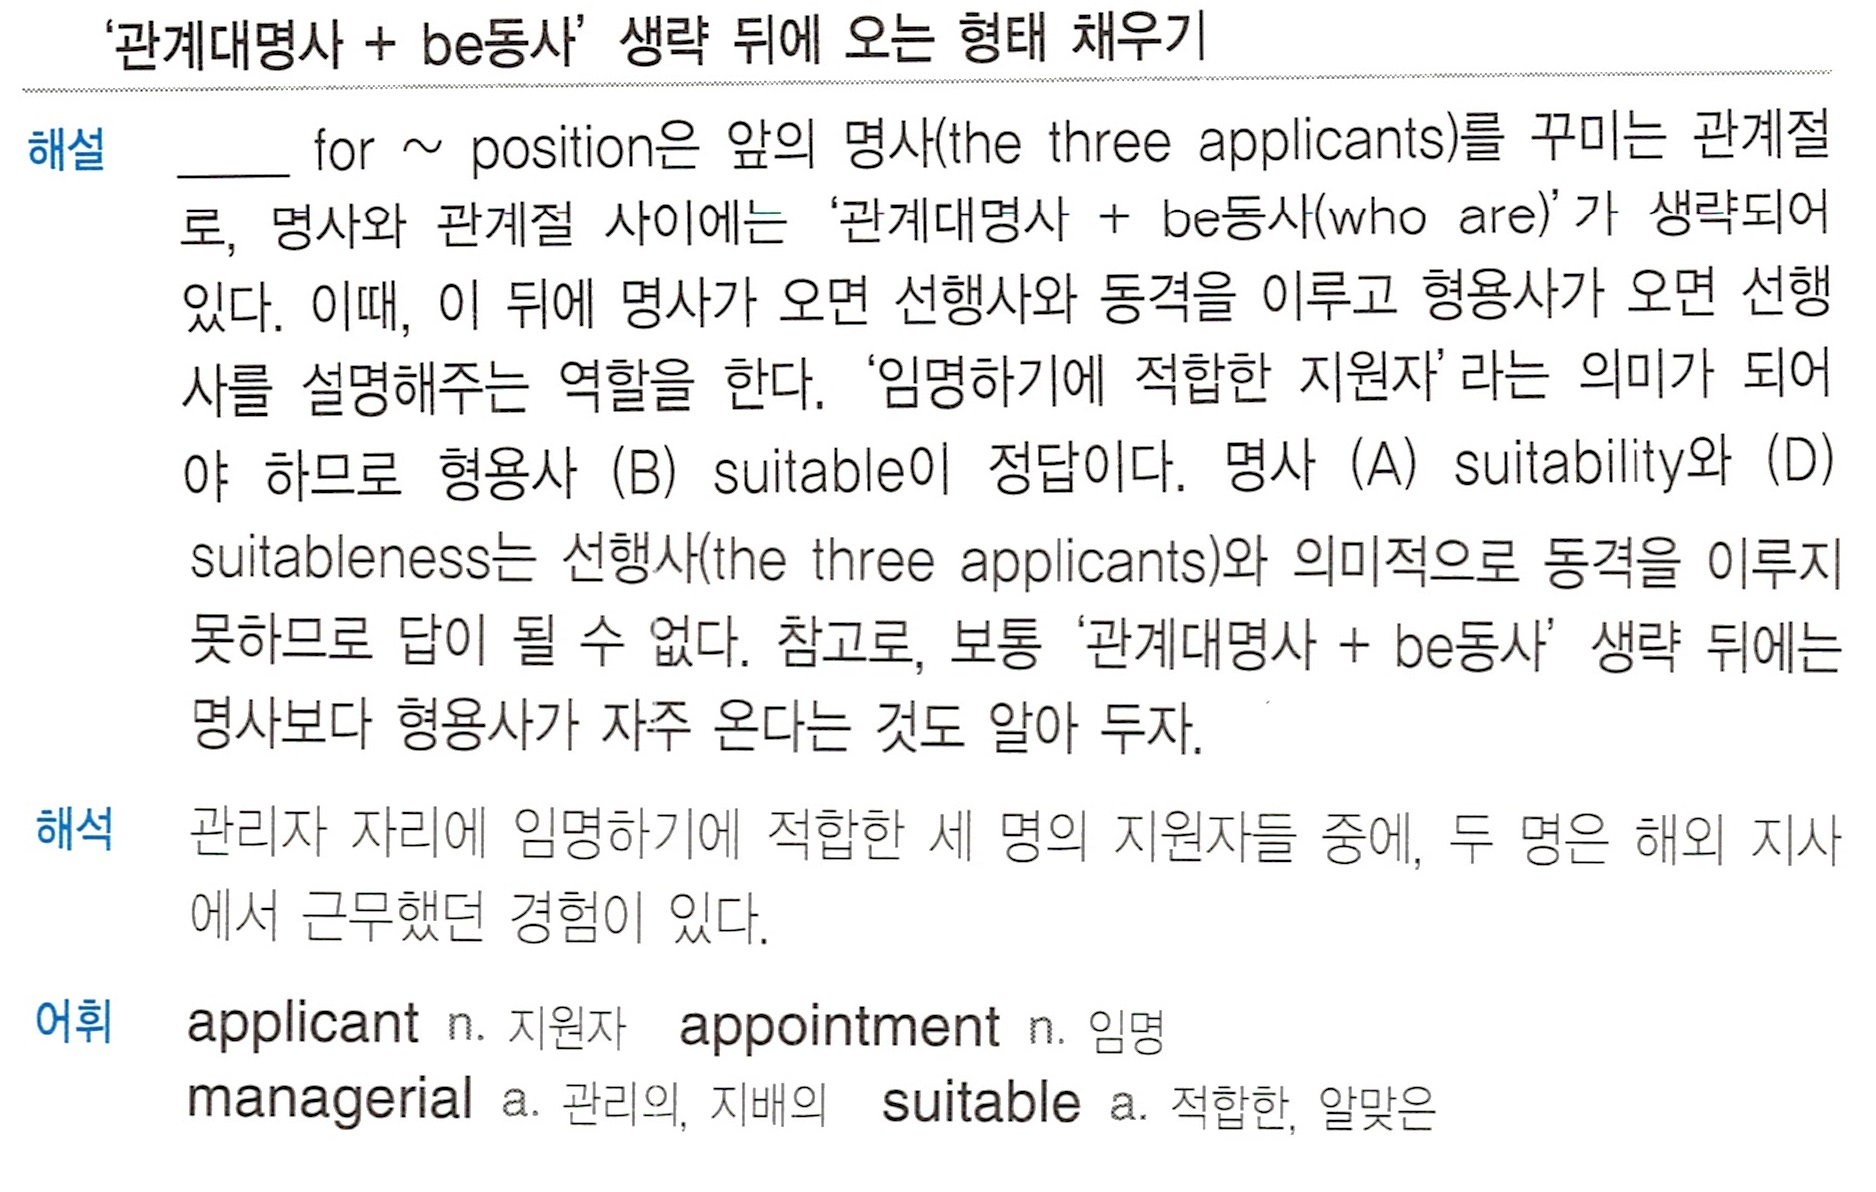 ‘관계대명사 + be동사’ 생략 뒤에 오는 형태 채우기
해설 ____ for ~ position은 앞의 명사(the three applicants)를 꾸미는 관계절
로, 명사와 관계절 사이에는 ‘관계대명사 + be동사(who are)’가 생략되어
있다. 이때, 이 뒤에 명사가 오면 선행사와 동격을 이루고 형용사가 오면 선행
사를 설명해주는 역할을 한다. ‘임명하기에 적합한 지원자’라는 의미가 되어
야 하므로 형용사 (B) suitable이 정답이다. 명사 (A) suitability와 (D)
suitableness는 선행사(the three applicants)와 의미적으로 동격을 이루지
못하므로 답이 될 수 없다. 참고로, 보통 ‘관계대명사 + be동사’ 생략 뒤에는
명사보다 형용사가 자주 온다는 것도 알아 두자.
해석 관리자 자리에 임명하기에 적합한 세 명의 지원자들 중에, 두 명은 해외 지사
에서 근무했던 경험이 있다.
어휘 applicant n. 지원자 appointment n. 임명
managerial a. 관리의, 지배의 suitable a. 적합한, 알맞은